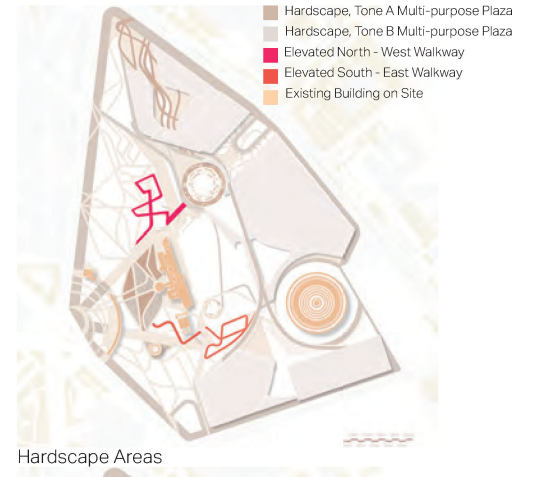 Hardscape, Tone A Multi-purpose Plaza
Hardscape, Tone B Multi-purpose Plaza
Elevated North - West Walkway
Elevated South - East Walkway
Existing Building on Site
Hardscape Areas